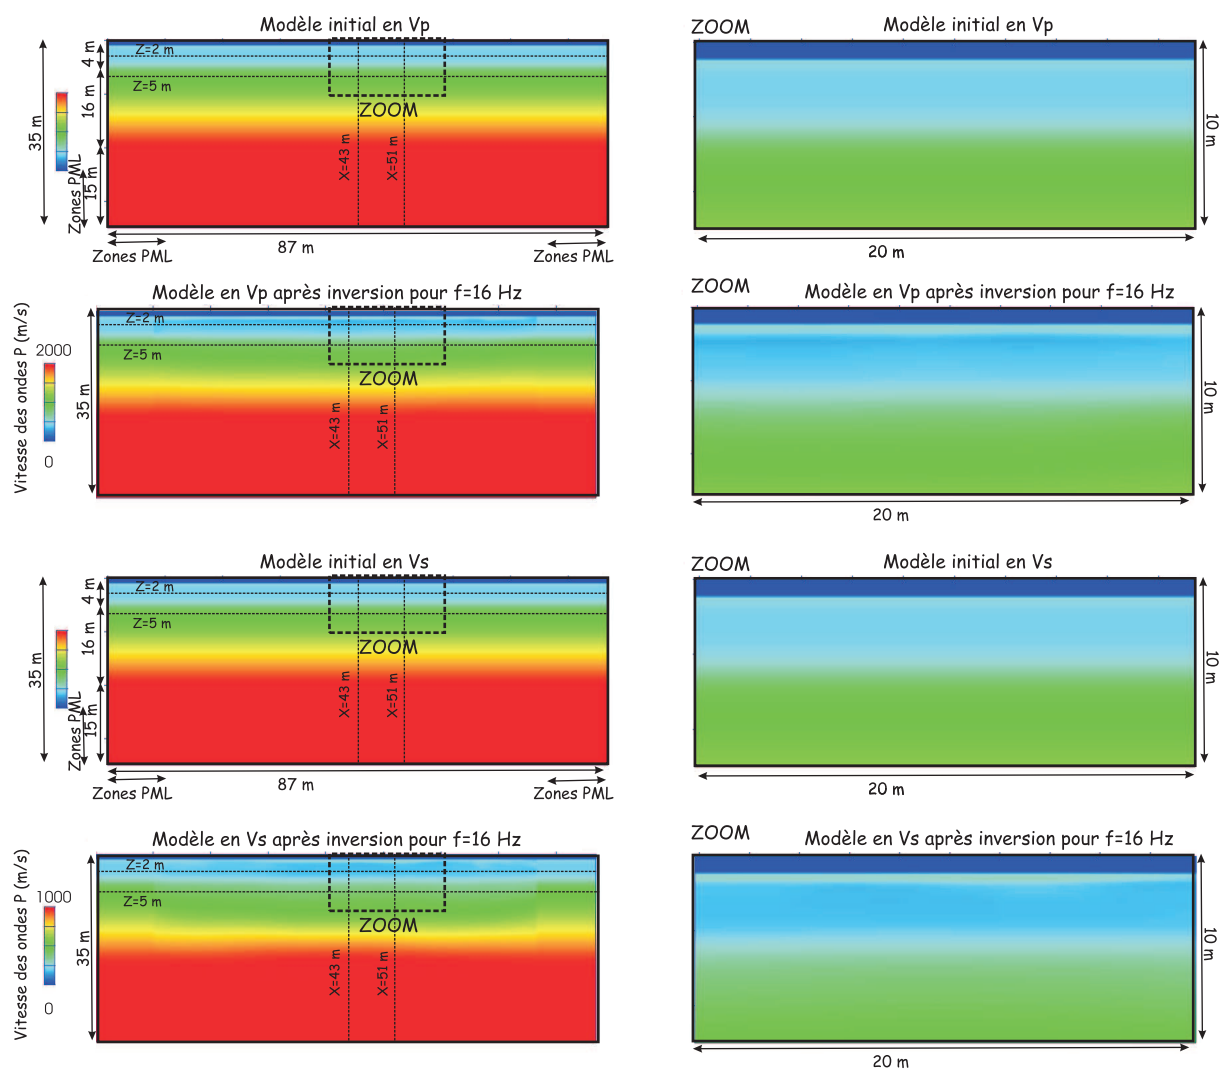 Modèle initial en Vp
Z=2 m
Z=5 m
ZOOM
X=43 m
X=51 m
35 m
4 m
16 m
15 m
Zones PML
Zones PML
87 m
Zones PML
ZOOM
Modèle initial en Vp
10 m
20 m
Modèle en Vp après inversion pour f=16 Hz
Z=2 m
Z=5 m
ZOOM
X=43 m
X=51 m
Vitesse des ondes P (m/s)
2000
0
35 m
ZOOM
Modèle en Vp après inversion pour f=16 Hz
10 m
20 m
Modèle initial en Vs
Z=2 m
Z=5 m
ZOOM
X=43 m
X=51 m
35 m
4 m
16 m
15 m
Zones PML
Zones PML
87 m
Zones PML
ZOOM
Modèle initial en Vs
10 m
20 m
Modèle en Vs après inversion pour f=16 Hz
Z=2 m
Z=5 m
ZOOM
X=43 m
X=51 m
Vitesse des ondes P (m/s)
1000
0
35 m
ZOOM
Modèle en Vs après inversion pour f=16 Hz
10 m
20 m